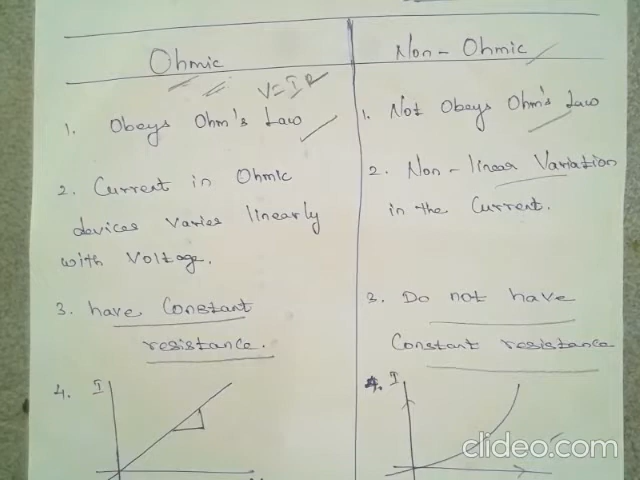 Ohmic
Non-Ohmic
V=IR
1. Obeys Ohm's Law
1. Not Obeys Ohm's Law
2. Current in Ohmic
devices varies linearly
with Voltage.
2. Non-linear Variation
in the Current.
3. have Constant
resistance.
3. Do not have
Constant resistance
4. I
4. I
clideo.com